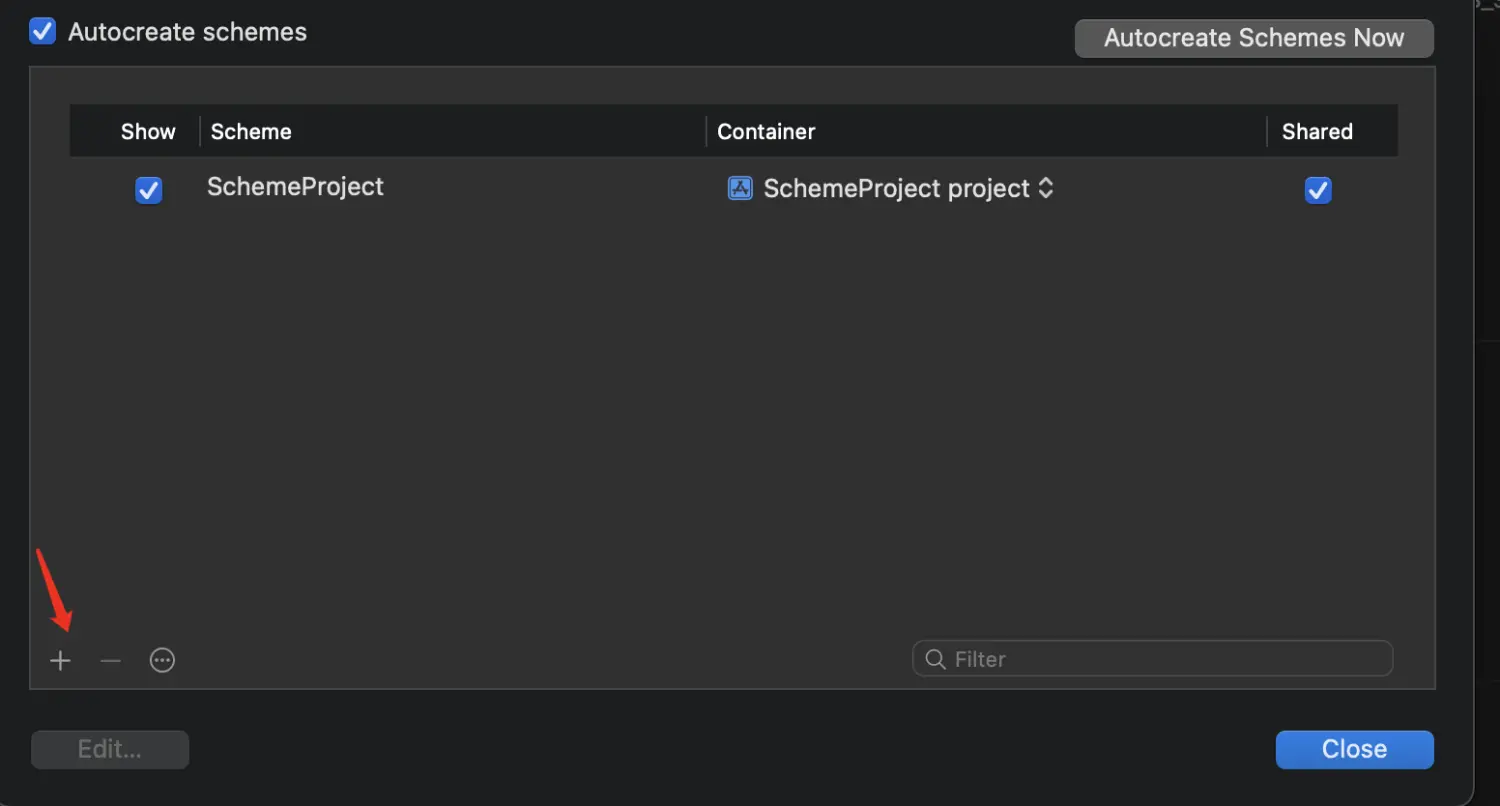 Autocreate schemes
Autocreate Schemes Now
Show Scheme Container Shared
SchemeProject SchemeProject project
Filter
Edit...
Close